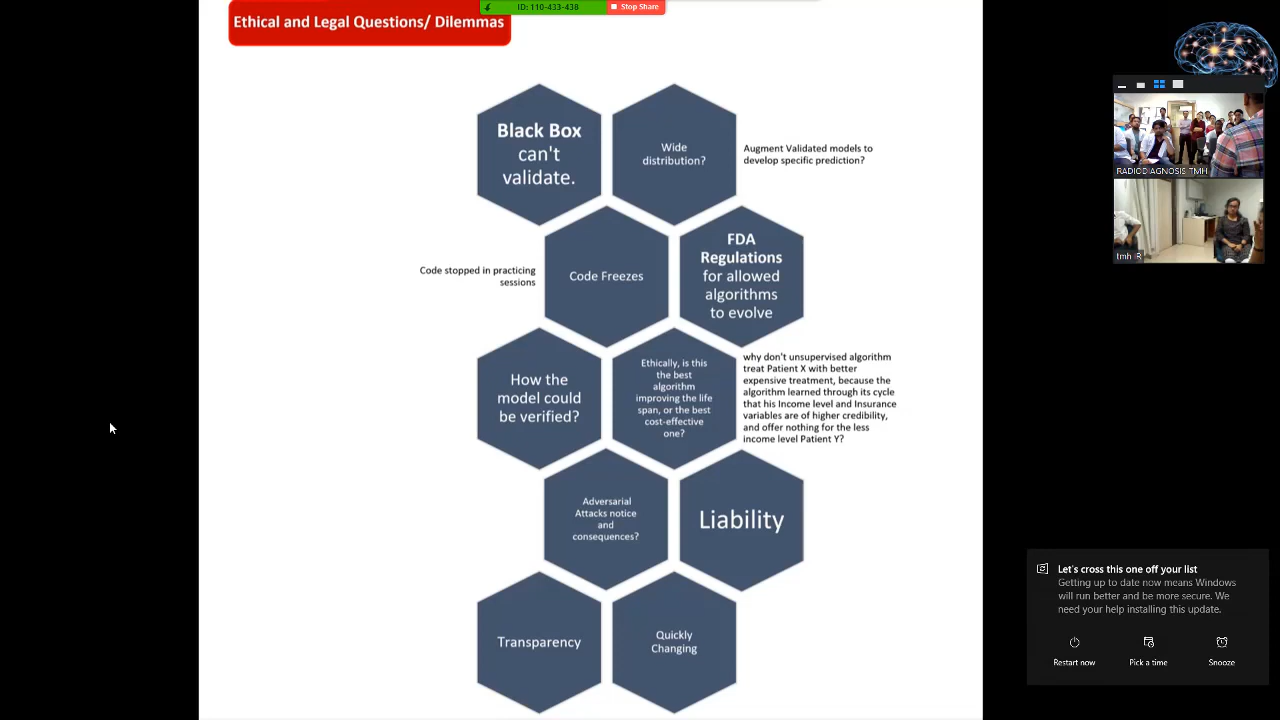 Ethical and Legal Questions/ Dilemmas
ID: 110-433-438
Stop Share
Black Box
can't
validate.
Wide
distribution?
Augment Validated models to
develop specific prediction?
Code stopped in practicing
sessions
Code Freezes
FDA
Regulations
for allowed
algorithms
to evolve
How the
model could
be verified?
Ethically, is this
the best
algorithm
improving the life
span, or the best
cost-effective
one?
why don't unsupervised algorithm
treat Patient X with better
expensive treatment, because the
algorithm learned through its cycle
that his Income level and Insurance
variables are of higher credibility,
and offer nothing for the less
income level Patient Y?
Adversarial
Attacks notice
and
consequences?
Liability
Transparency
Quickly
Changing
RADIODIAGNOSIS TMH
tmh IR
Let's cross this one off your list
Getting up to date now means Windows
will run better and be more secure. We
need your help installing this update.
Restart now
Pick a time
Snooze